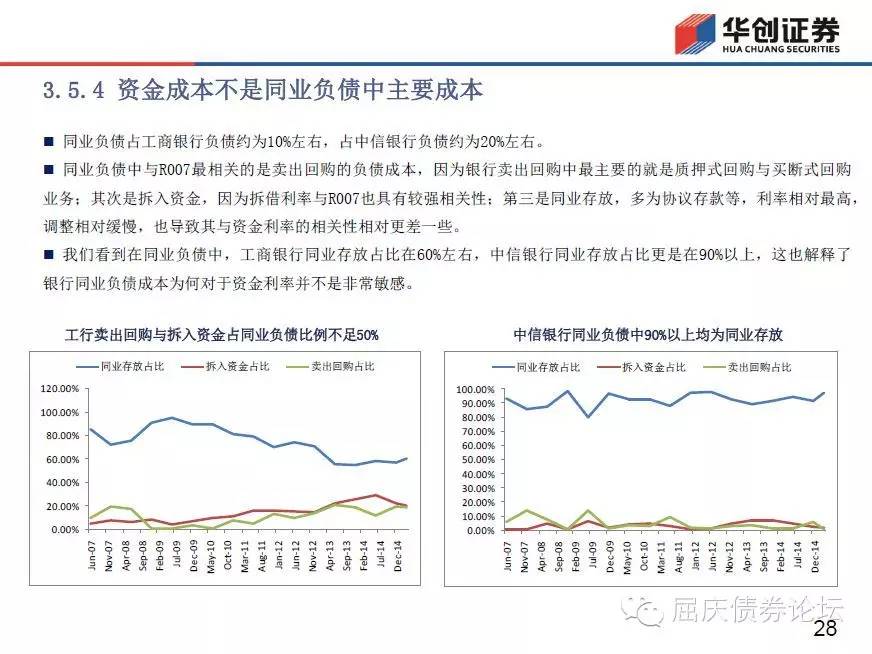 华创证券
HUA CHUANG SECURITIES
3.5.4 资金成本不是同业负债中主要成本
■ 同业负债占工商银行负债约为10%左右，占中信银行负债约为20%左右。
■ 同业负债中与R007最相关的是卖出回购的负债成本，因为银行卖出回购中最主要的就是质押式回购与买断式回购
业务；其次是拆入资金，因为拆借利率与R007也具有较强相关性；第三是同业存放，多为协议存款等，利率相对最高，
调整相对缓慢，也导致其与资金利率的相关性相对更差一些。
■ 我们看到在同业负债中，工商银行同业存放占比在60%左右，中信银行同业存放占比更是在90%以上，这也解释了
银行同业负债成本为何对于资金利率并不是非常敏感。
工行卖出回购与拆入资金占同业负债比例不足50%
同业存放占比 拆入资金占比 卖出回购占比
120.00%
100.00%
80.00%
60.00%
40.00%
20.00%
0.00%
Jun-07 Nov-07 Apr-08 Sep-08 Feb-09 Jul-09 Dec-09 May-10 Oct-10 Mar-11 Aug-11 Jan-12 Jun-12 Nov-12 Apr-13 Sep-13 Feb-14 Jul-14 Dec-14
中信银行同业负债中90%以上均为同业存放
同业存放占比 拆入资金占比 卖出回购占比
100.00%
90.00%
80.00%
70.00%
60.00%
50.00%
40.00%
30.00%
20.00%
10.00%
0.00%
Jun-07 Nov-07 Apr-08 Sep-08 Feb-09 Jul-09 Dec-09 May-10 Oct-10 Mar-11 Aug-11 Jan-12 Jun-12 Nov-12 Apr-13 Sep-13 Feb-14 Jul-14 Dec-14
屈庆债券论坛
28